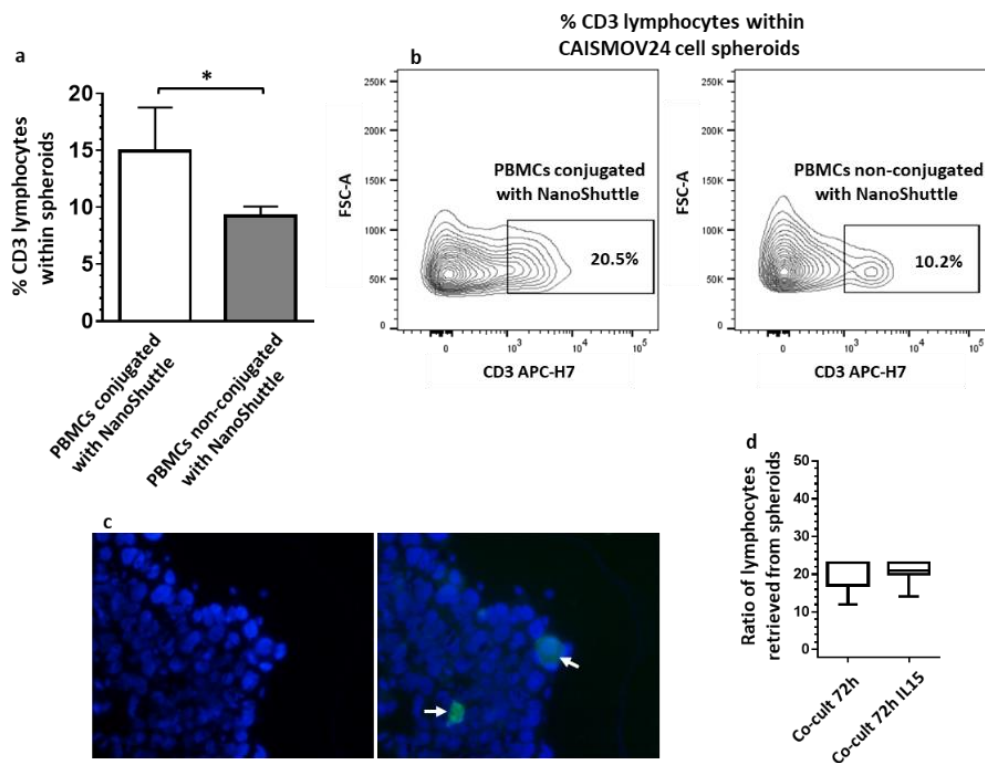 a
*
% CD3 lymphocytes
within spheroids
20
15
10
5
0
PBMCs conjugated
with NanoShuttle
PBMCs non-conjugated
with NanoShuttle
% CD3 lymphocytes within
CAISMOV24 cell spheroids
b
FSC-A
250K
200K
150K
100K
50K
0
PBMCs conjugated
with NanoShuttle
20.5%
0
10³
10⁴
10⁵
CD3 APC-H7
FSC-A
250K
200K
150K
100K
50K
0
PBMCs non-conjugated
with NanoShuttle
10.2%
0
10³
10⁴
10⁵
CD3 APC-H7
c
d
Ratio of lymphocytes
retrieved from spheroids
50
40
30
20
10
0
Co-cult 72h
Co-cult 72h IL15